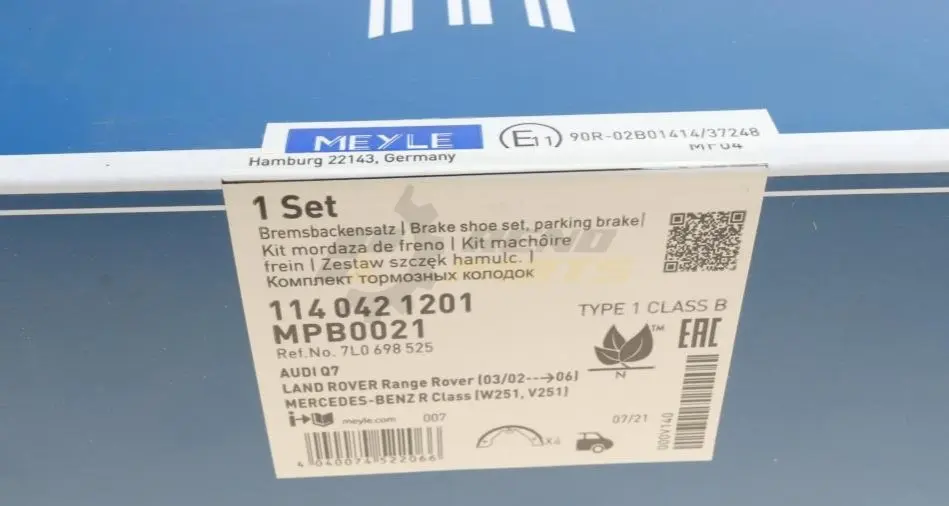 MEYLE
Hamburg 22143, Germany
E11 90R-02B01414/37248
1 Set
Bremsbackensatz | Brake shoe set, parking brake|
Kit mordaza de freno | Kit machôire
frein | Zestaw szczęk hamulc. |
Комплект тормозных колодок
114 042 1201
MPB0021
Ref.No. 7L0 698 525
TYPE 1 CLASS B
TM
N
EAC
AUDI Q7
LAND ROVER Range Rover (03/02--->06)
MERCEDES-BENZ R Class (W251, V251)
meyle.com 007
07/21
000V140
X4
4 040074 522066